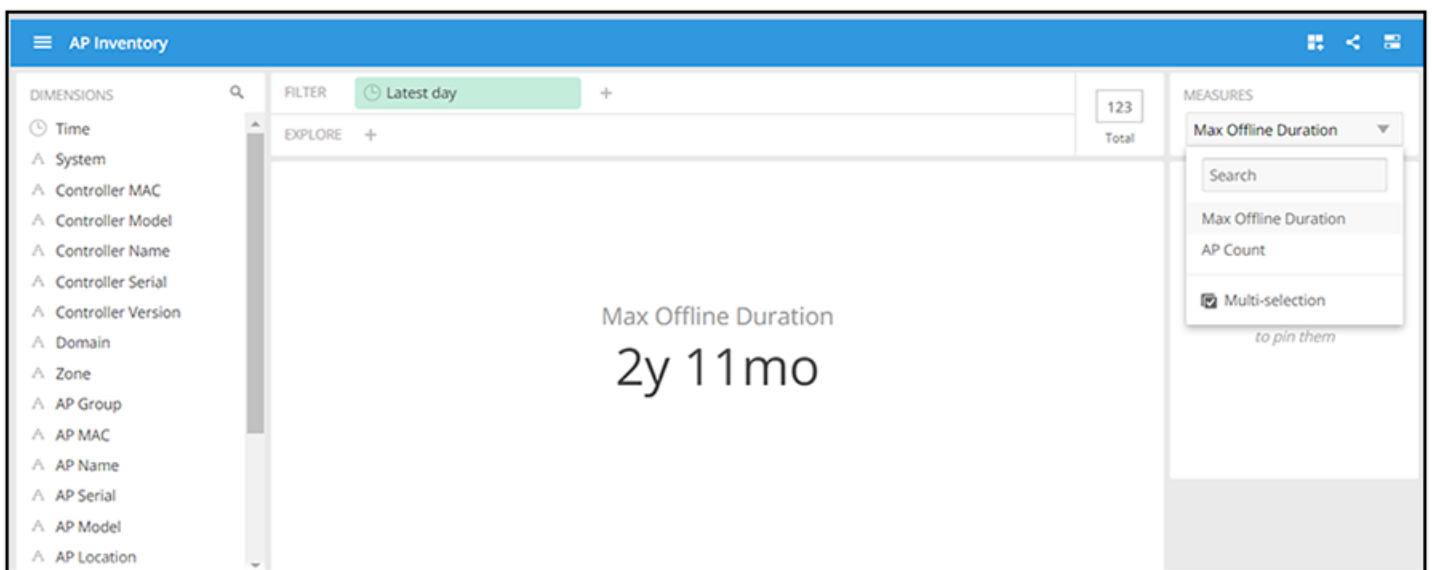 AP Inventory
DIMENSIONS
Time
System
Controller MAC
Controller Model
Controller Name
Controller Serial
Controller Version
Domain
Zone
AP Group
AP MAC
AP Name
AP Serial
AP Model
AP Location
FILTER
Latest day
+
EXPLORE +
123
Total
Max Offline Duration
2y 11mo
MEASURES
Max Offline Duration
Search
Max Offline Duration
AP Count
Multi-selection
to pin them